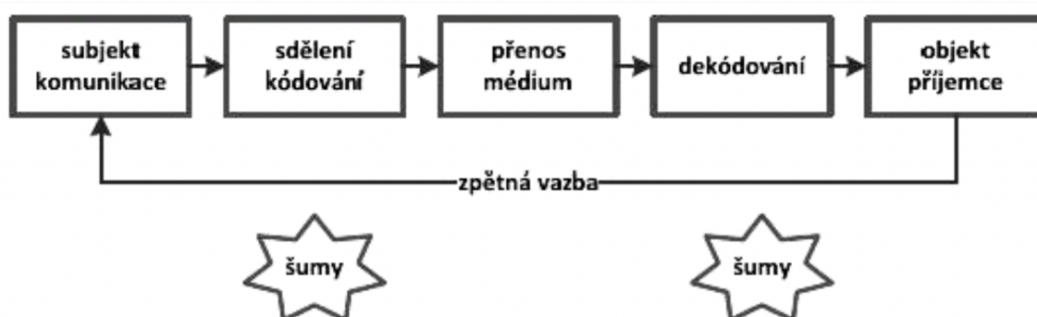 subjekt
komunikace
sdělení
kódování
přenos
médium
dekódování
objekt
příjemce
zpětná vazba
šumy
šumy